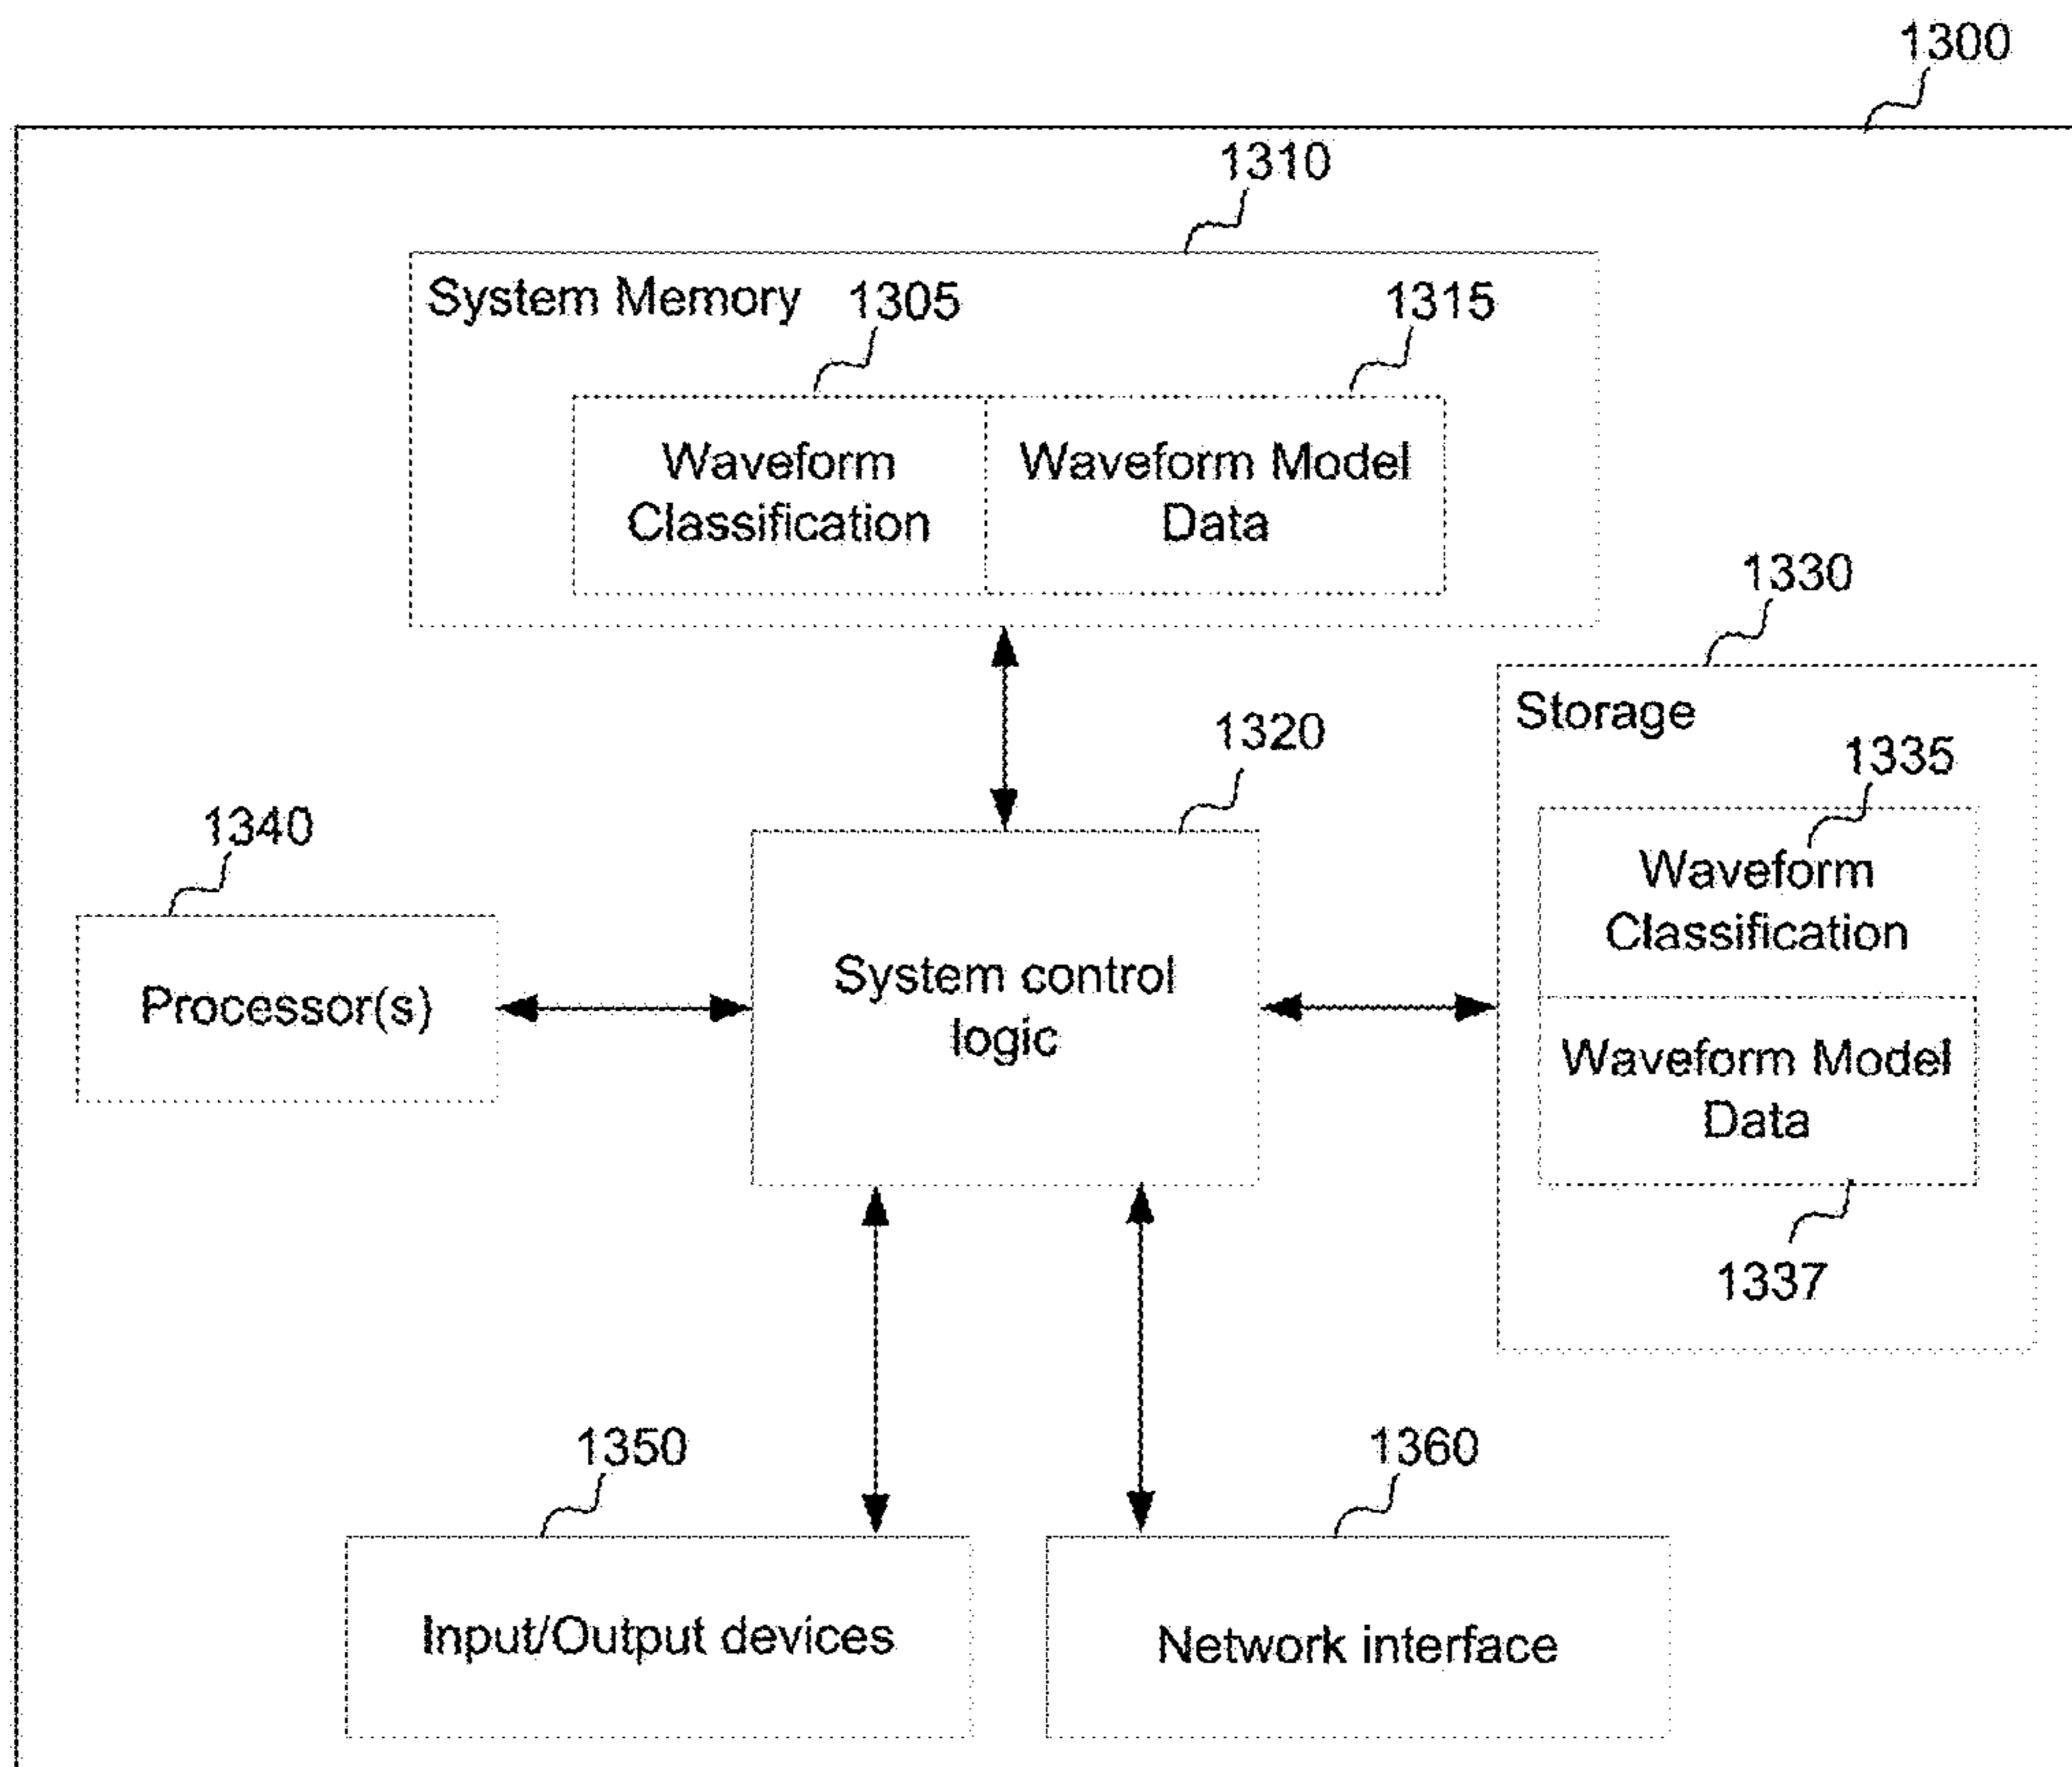 1300
1310
System Memory 1305 1315
Waveform
Classification
Waveform Model
Data
1330
Storage
1335
Waveform
Classification
Waveform Model
Data
1337
1320
System control
logic
1340
Processor(s)
1350
Input/Output devices
1360
Network interface